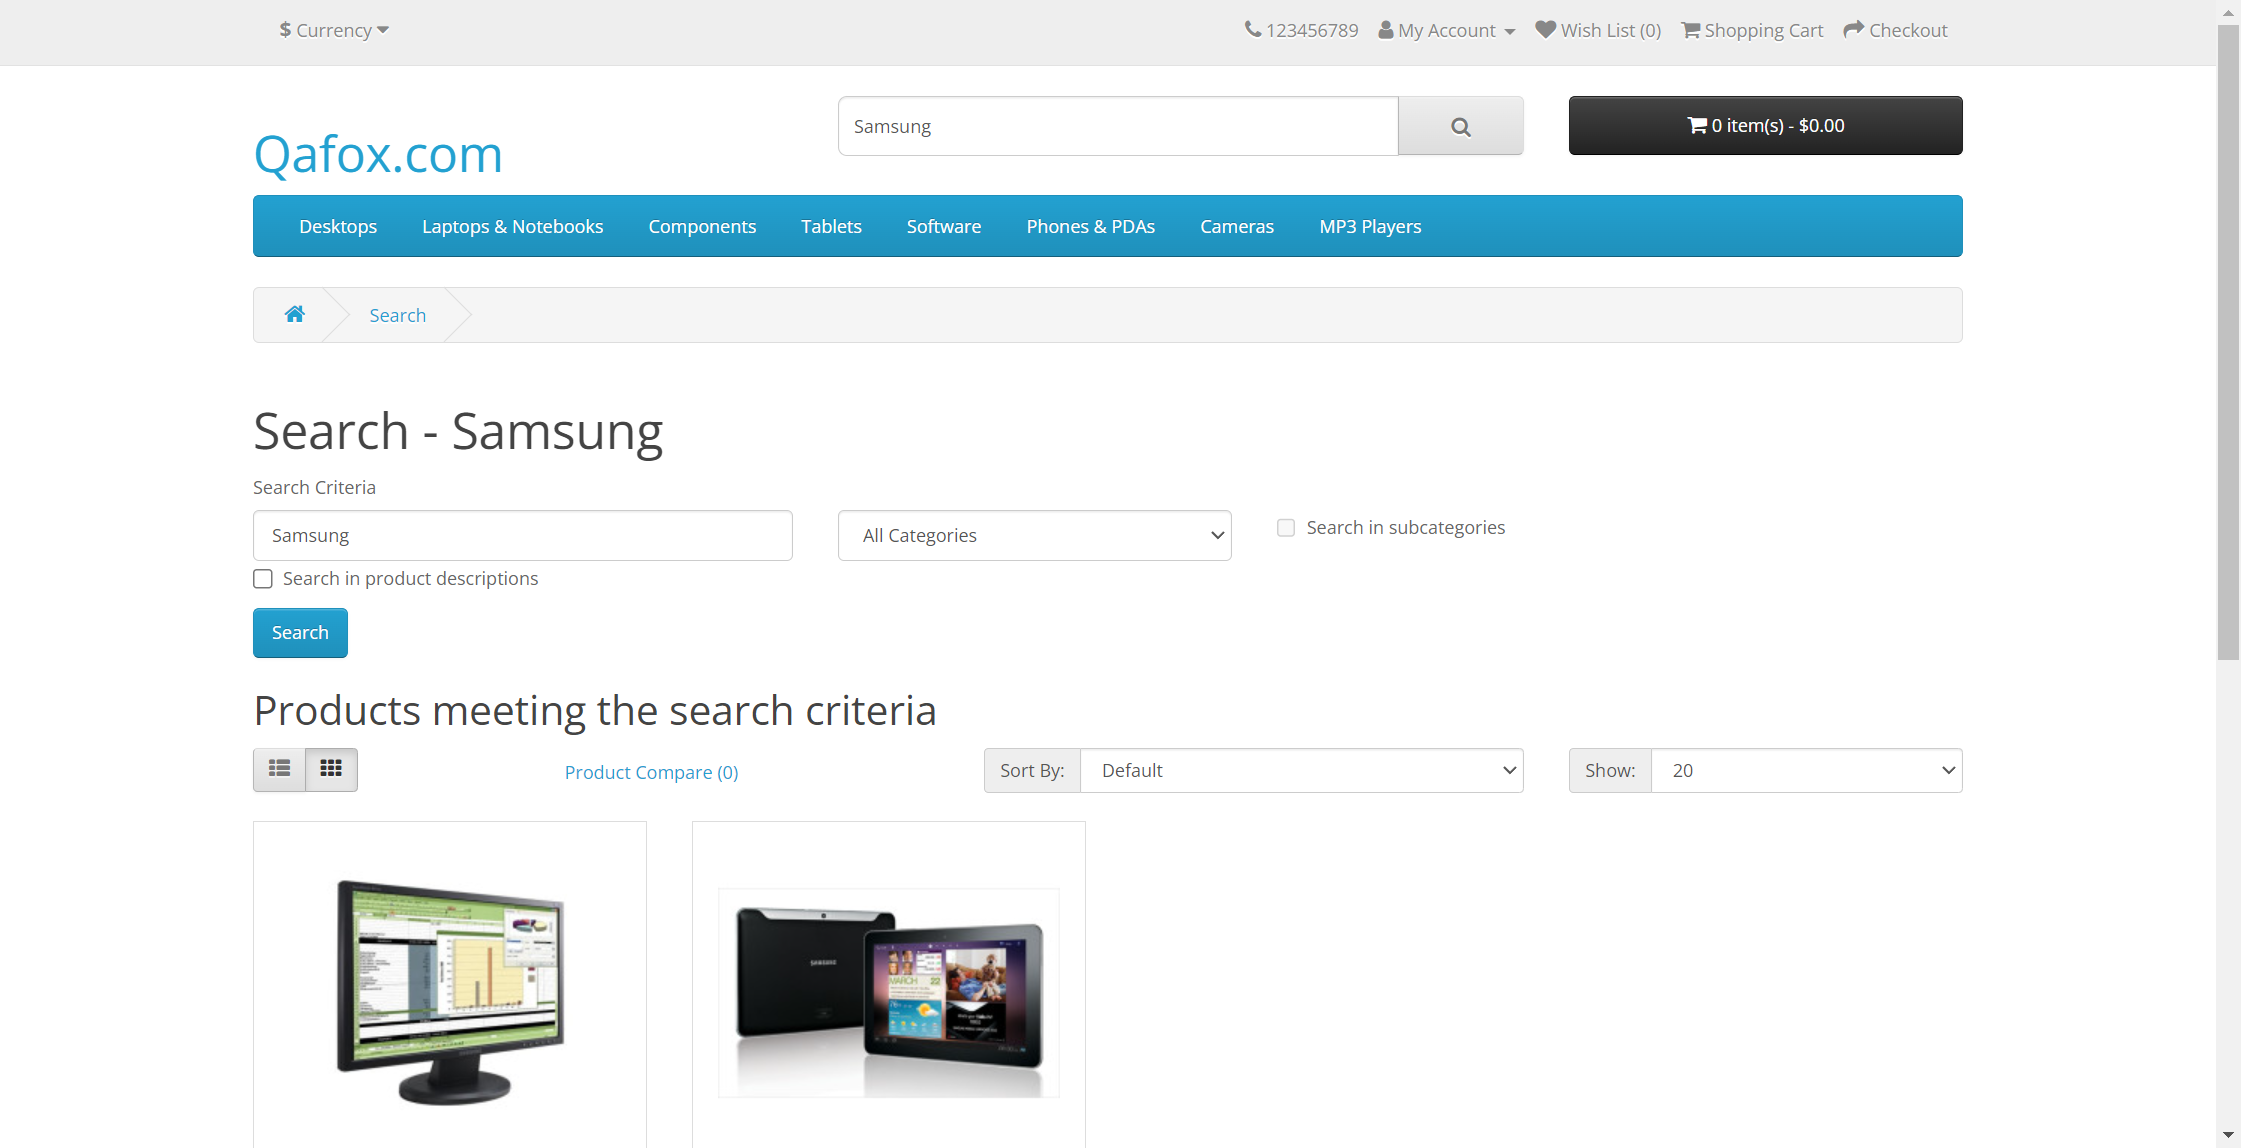 $ Currency
123456789 My Account Wish List (0) Shopping Cart Checkout
Qafox.com
Samsung
0 item(s) - $0.00
Desktops Laptops & Notebooks Components Tablets Software Phones & PDAs Cameras MP3 Players
Search
Search - Samsung
Search Criteria
Samsung
All Categories
Search in subcategories
Search in product descriptions
Search
Products meeting the search criteria
Product Compare (0)
Sort By: Default
Show: 20
SAMSUNG
MARCH 22